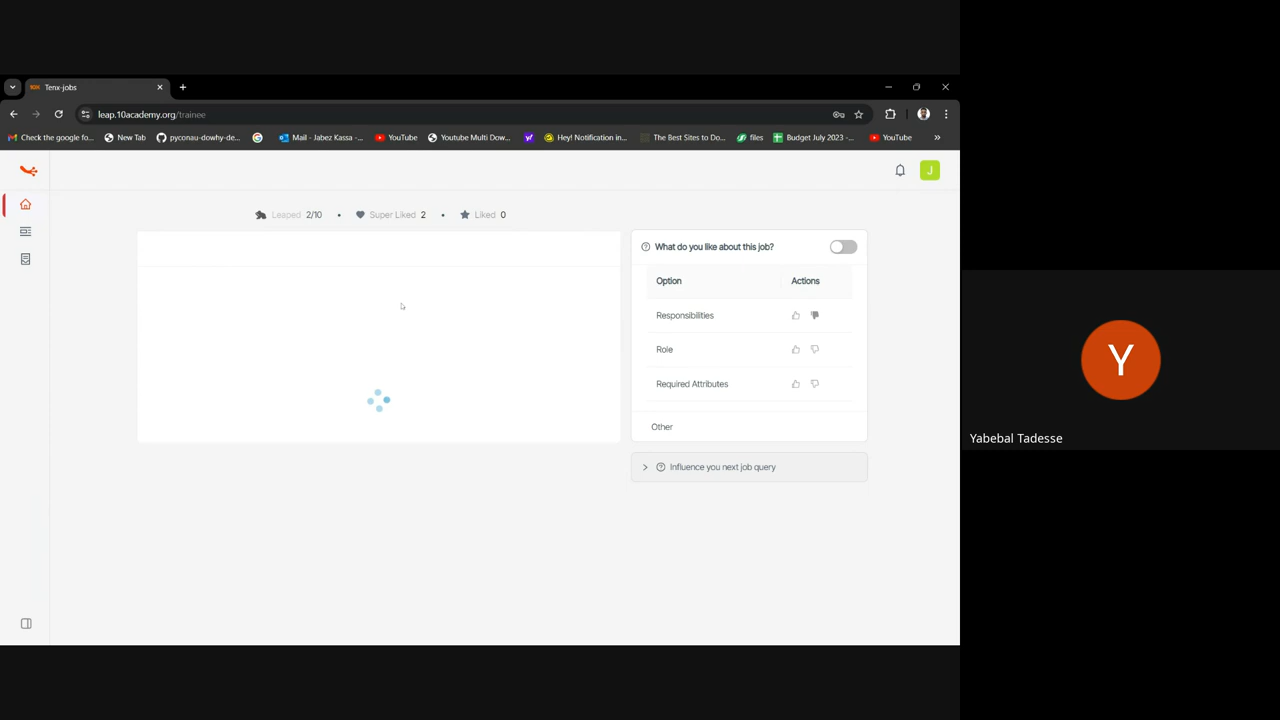 10X Tenx-jobs
leap.10academy.org/trainee
Check the google fo... New Tab pyconau-dowhy-de... Mail - Jabez Kassa -... YouTube Youtube Multi Dow... Hey! Notification in... The Best Sites to Do... files Budget July 2023 -... YouTube »
J
Leaped 2/10 • Super Liked 2 • Liked 0
What do you like about this job?
Option Actions
Responsibilities
Role
Required Attributes
Other
Influence you next job query
Y
Yabebal Tadesse